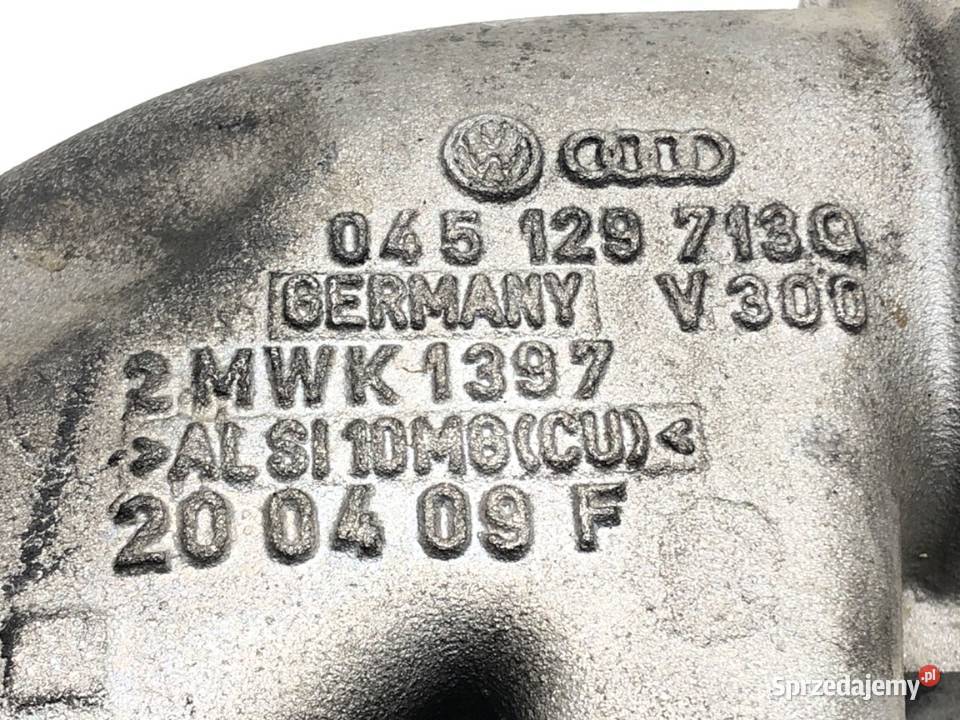 045 129 713Q
GERMANY V300
2MWK1397
>ALSI10MG(CU)<
20 04 09 F
Sprzedajemy.pl